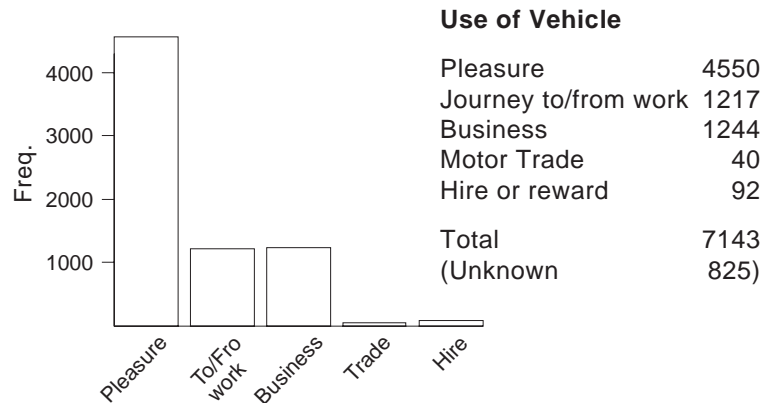 Use of Vehicle
Pleasure 4550
Journey to/from work 1217
Business 1244
Motor Trade 40
Hire or reward 92
Total 7143
(Unknown 825)
Freq.
4000
3000
2000
1000
Pleasure
To/Fro
work
Business
Trade
Hire